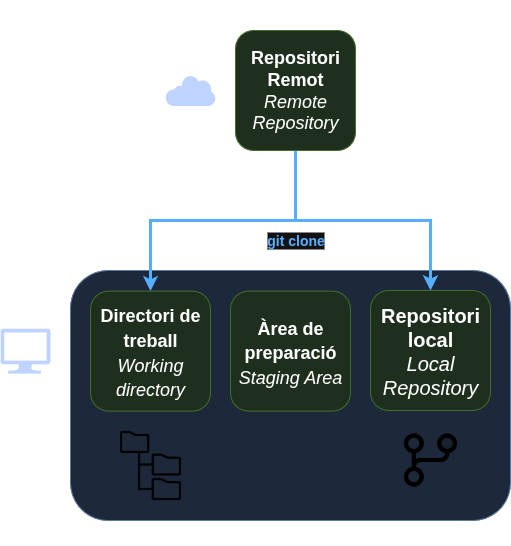 Repositori
Remot
Remote
Repository
git clone
Directori de
treball
Working
directory
Àrea de
preparació
Staging Area
Repositori
local
Local
Repository